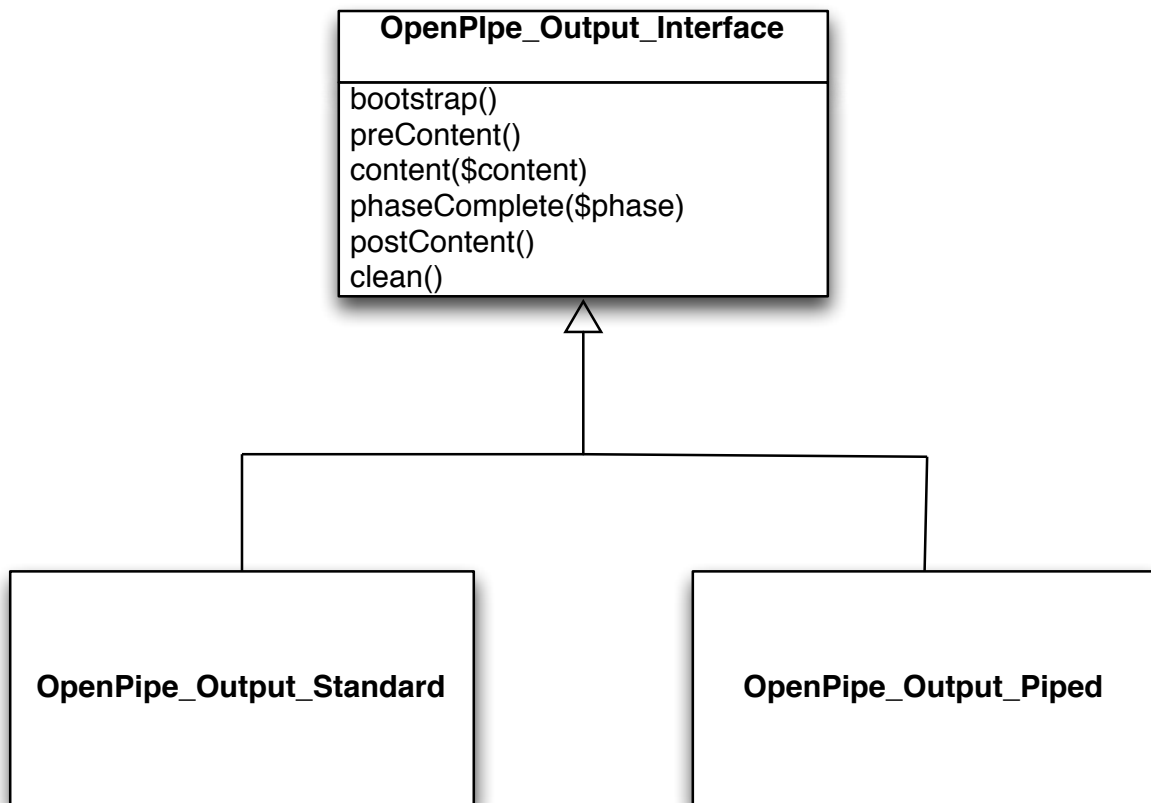 OpenPIpe_Output_Interface
bootstrap()
preContent()
content($content)
phaseComplete($phase)
postContent()
clean()
OpenPipe_Output_Standard
OpenPipe_Output_Piped